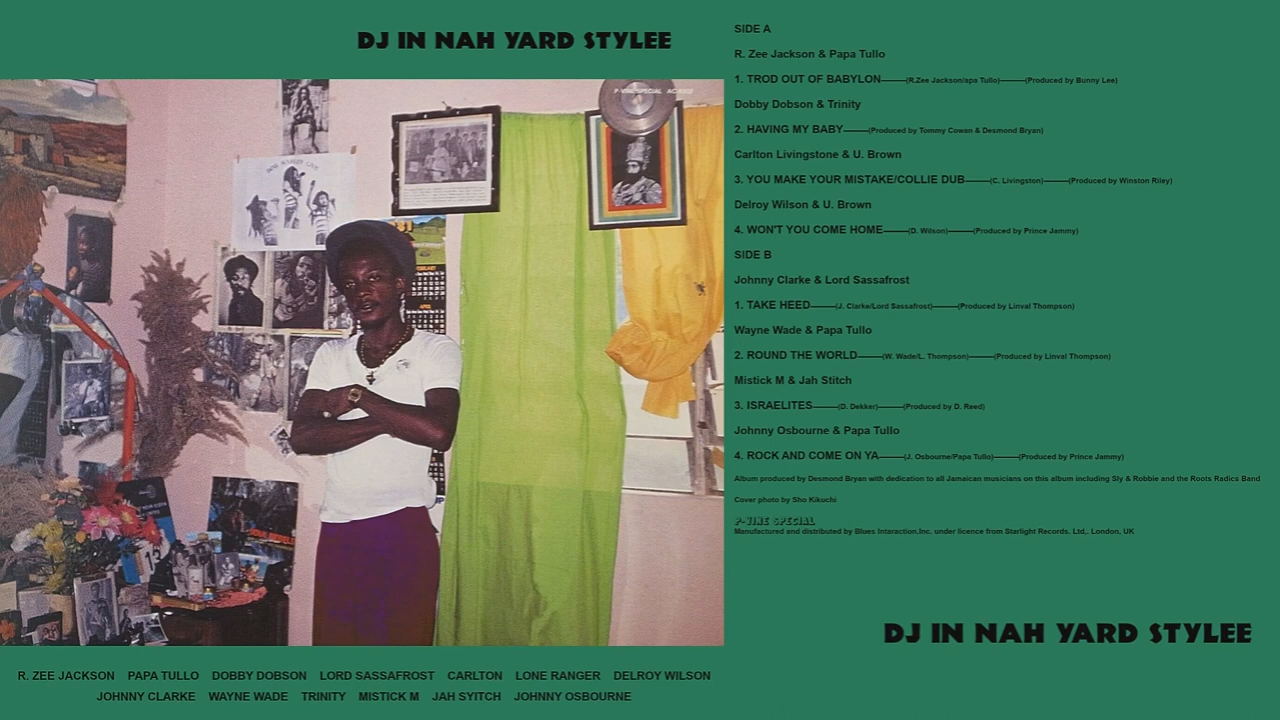 DJ IN NAH YARD STYLEE
P-VINE SPECIAL
R. ZEE JACKSON PAPA TULLO DOBBY DOBSON LORD SASSAFROST CARLTON LONE RANGER DELROY WILSON
JOHNNY CLARKE WAYNE WADE TRINITY MISTICK M JAH SYITCH JOHNNY OSBOURNE
SIDE A
R. Zee Jackson & Papa Tullo
1. TROD OUT OF BABYLON———(R.Zee Jackson/apa Tullo)———(Produced by Bunny Lee)
Dobby Dobson & Trinity
2. HAVING MY BABY———(Produced by Tommy Cowan & Desmond Bryan)
Carlton Livingstone & U. Brown
3. YOU MAKE YOUR MISTAKE/COLLIE DUB———(C. Livingston)———(Produced by Winston Riley)
Delroy Wilson & U. Brown
4. WON'T YOU COME HOME———(D. Wilson)———(Produced by Prince Jammy)
SIDE B
Johnny Clarke & Lord Sassafrost
1. TAKE HEED———(J. Clarke/Lord Sassafrost)———(Produced by Linval Thompson)
Wayne Wade & Papa Tullo
2. ROUND THE WORLD———(W. Wade/L. Thompson)———(Produced by Linval Thompson)
Mistick M & Jah Stitch
3. ISRAELITES———(D. Dekker)———(Produced by D. Reed)
Johnny Osbourne & Papa Tullo
4. ROCK AND COME ON YA———(J. Osbourne/Papa Tullo)———(Produced by Prince Jammy)
Album produced by Desmond Bryan with dedication to all Jamaican musicians on this album including Sly & Robbie and the Roots Radics Band
Cover photo by Sho Kikuchi
P-VINE SPECIAL
Manufactured and distributed by Blues Intaraction.Inc. under licence from Starlight Records. Ltd,. London, UK
DJ IN NAH YARD STYLEE